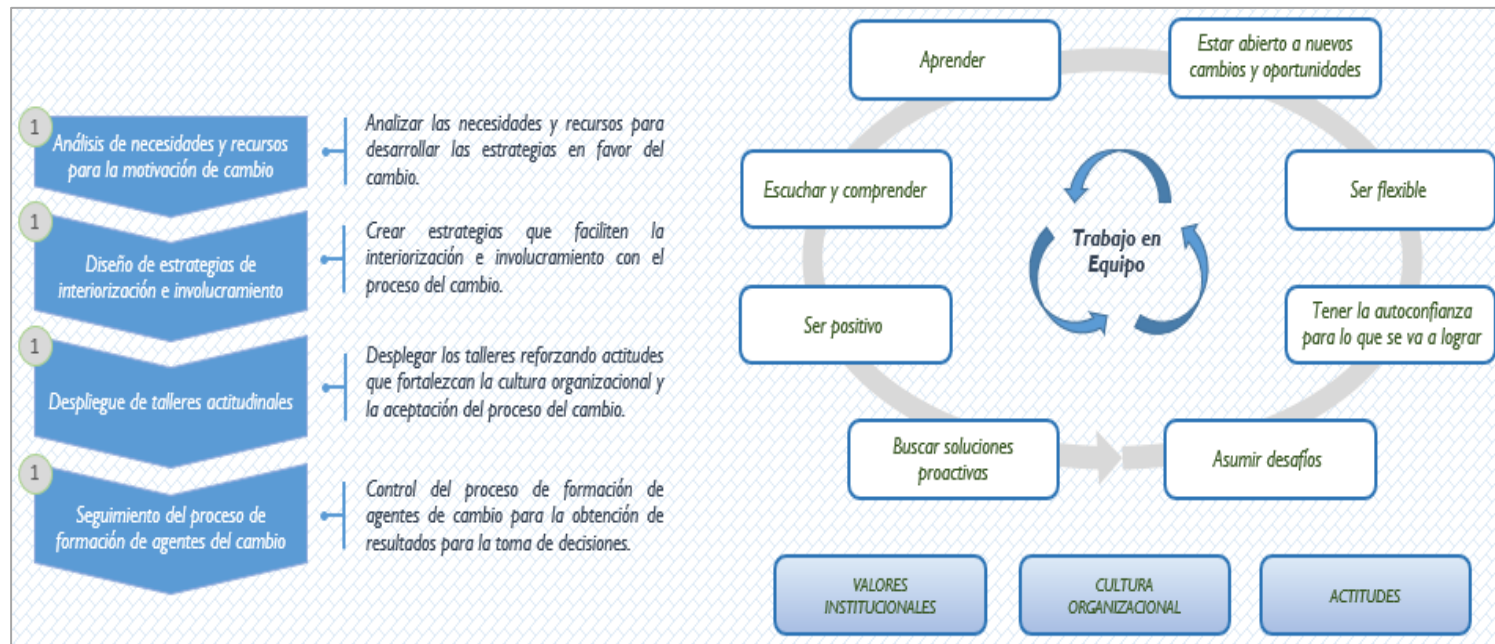 1
Análisis de necesidades y recursos
para la motivación de cambio
Analizar las necesidades y recursos para
desarrollar las estrategias en favor del
cambio.
1
Diseño de estrategias de
interiorización e involucramiento
Crear estrategias que faciliten la
interiorización e involucramiento con el
proceso del cambio.
1
Despliegue de talleres actitudinales
Desplegar los talleres reforzando actitudes
que fortalezcan la cultura organizacional y
la aceptación del proceso del cambio.
1
Seguimiento del proceso de
formación de agentes del cambio
Control del proceso de formación de
agentes de cambio para la obtención de
resultados para la toma de decisiones.
Aprender
Estar abierto a nuevos
cambios y oportunidades
Escuchar y comprender
Ser flexible
Trabajo en
Equipo
Ser positivo
Tener la autoconfianza
para lo que se va a lograr
Buscar soluciones
proactivas
Asumir desafíos
VALORES
INSTITUCIONALES
CULTURA
ORGANIZACIONAL
ACTITUDES